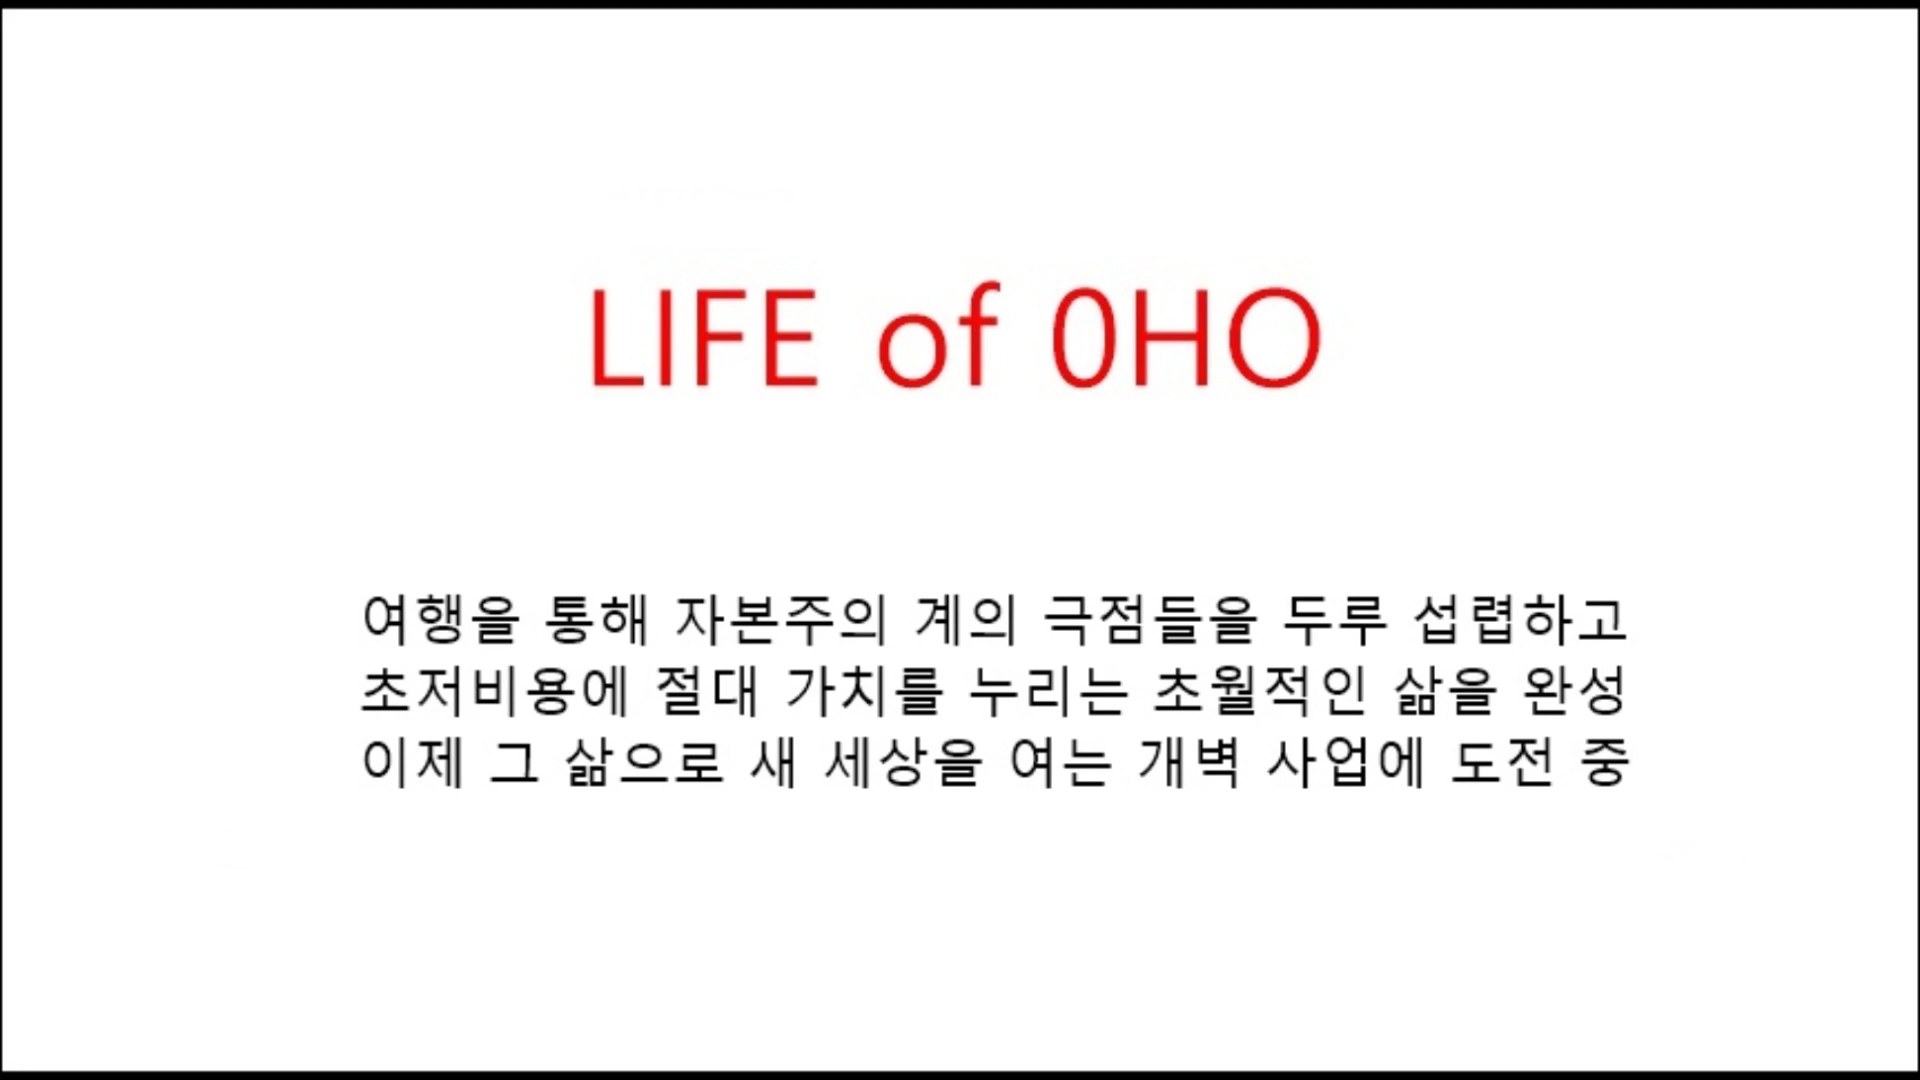 LIFE of 0HO
여행을 통해 자본주의 계의 극점들을 두루 섭렵하고
초저비용에 절대 가치를 누리는 초월적인 삶을 완성
이제 그 삶으로 새 세상을 여는 개벽 사업에 도전 중